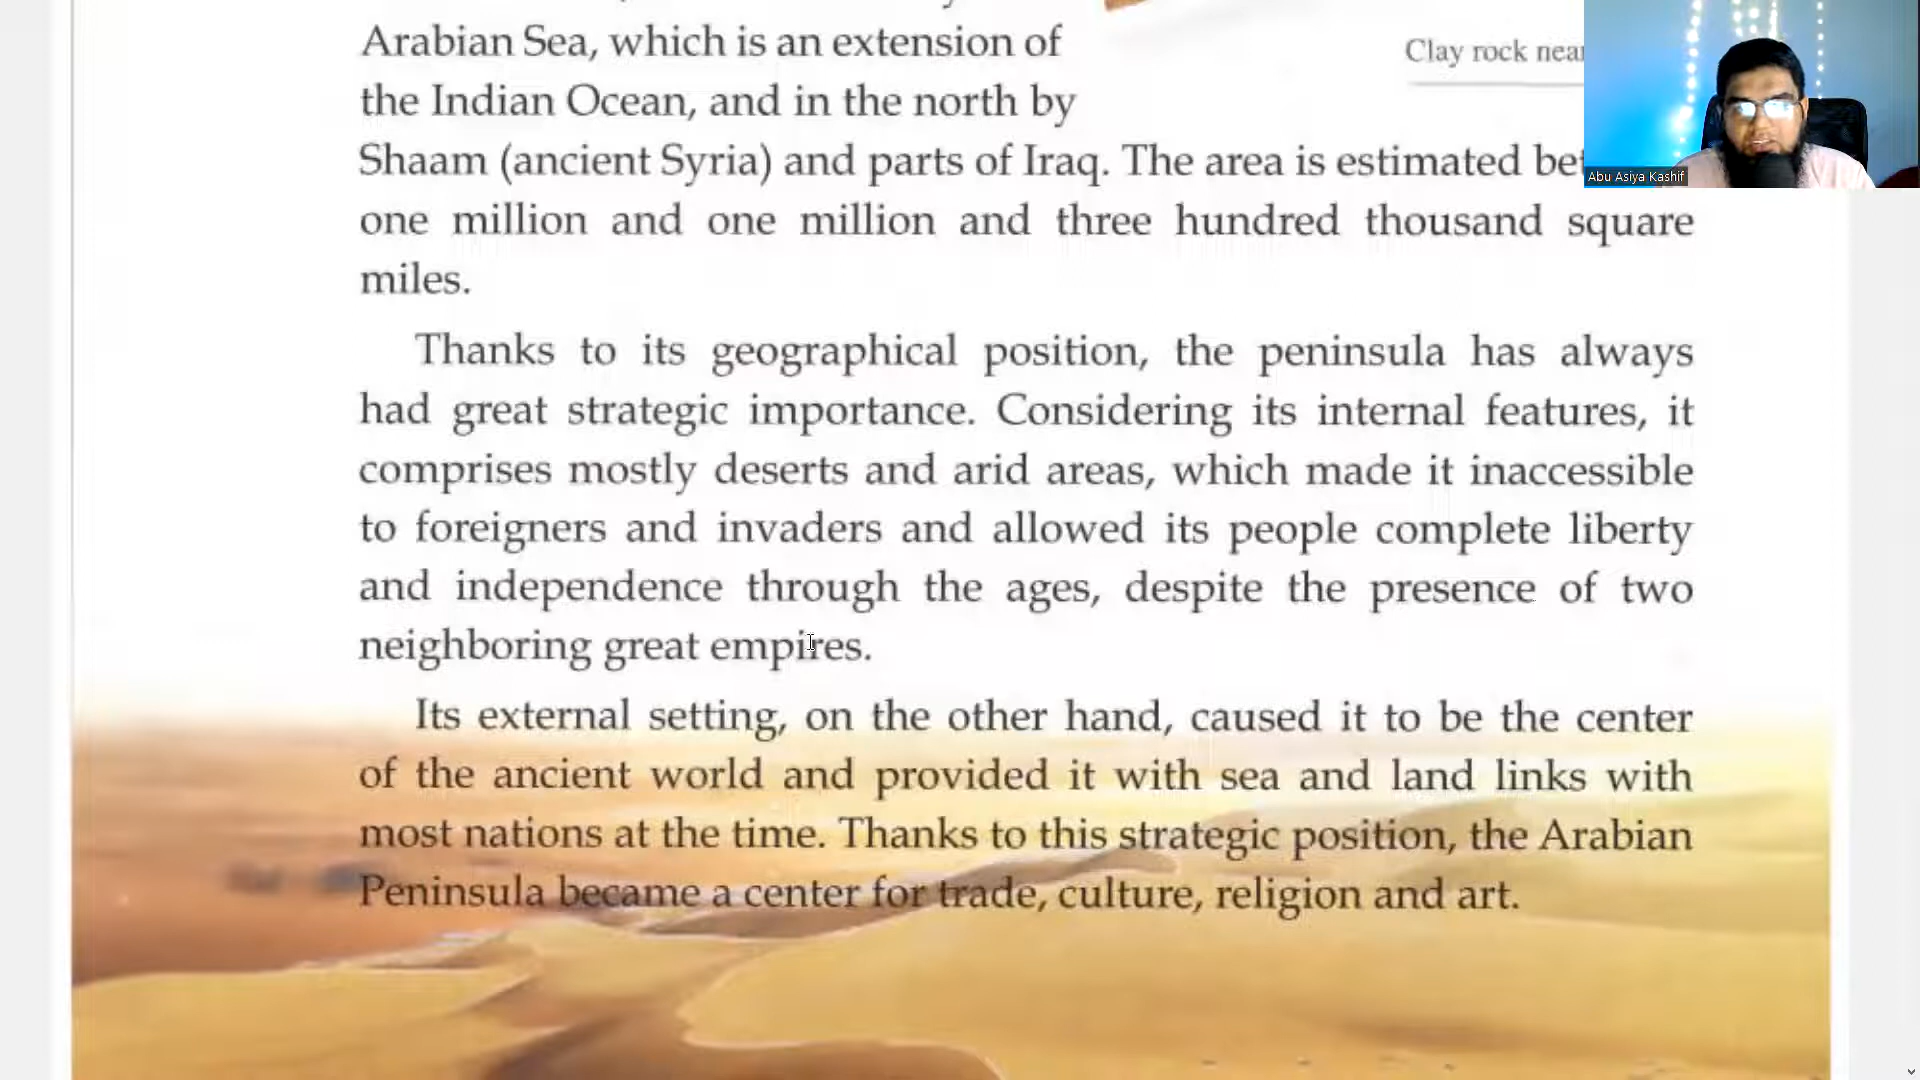 Arabian Sea, which is an extension of
the Indian Ocean, and in the north by
Clay rock near
Shaam (ancient Syria) and parts of Iraq. The area is estimated
one million and one million and three hundred thousand square
miles.
Thanks to its geographical position, the peninsula has always
had great strategic importance. Considering its internal features, it
comprises mostly deserts and arid areas, which made it inaccessible
to foreigners and invaders and allowed its people complete liberty
and independence through the ages, despite the presence of two
neighboring great empires.
Its external setting, on the other hand, caused it to be the center
of the ancient world and provided it with sea and land links with
most nations at the time. Thanks to this strategic position, the Arabian
Peninsula became a center for trade, culture, religion and art.
Abu Asiya Kashif